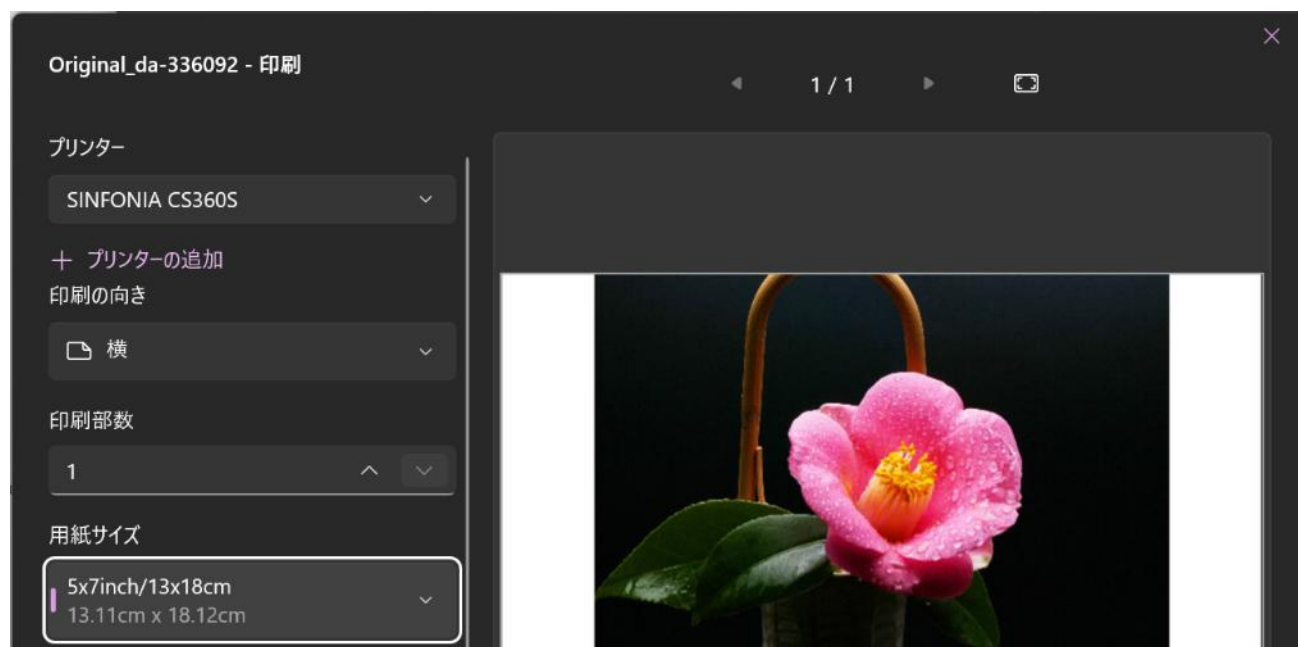 Original_da-336092 - 印刷
1 / 1
プリンター
SINFONIA CS360S
プリンターの追加
印刷の向き
横
印刷部数
1
用紙サイズ
5x7inch/13x18cm
13.11cm x 18.12cm